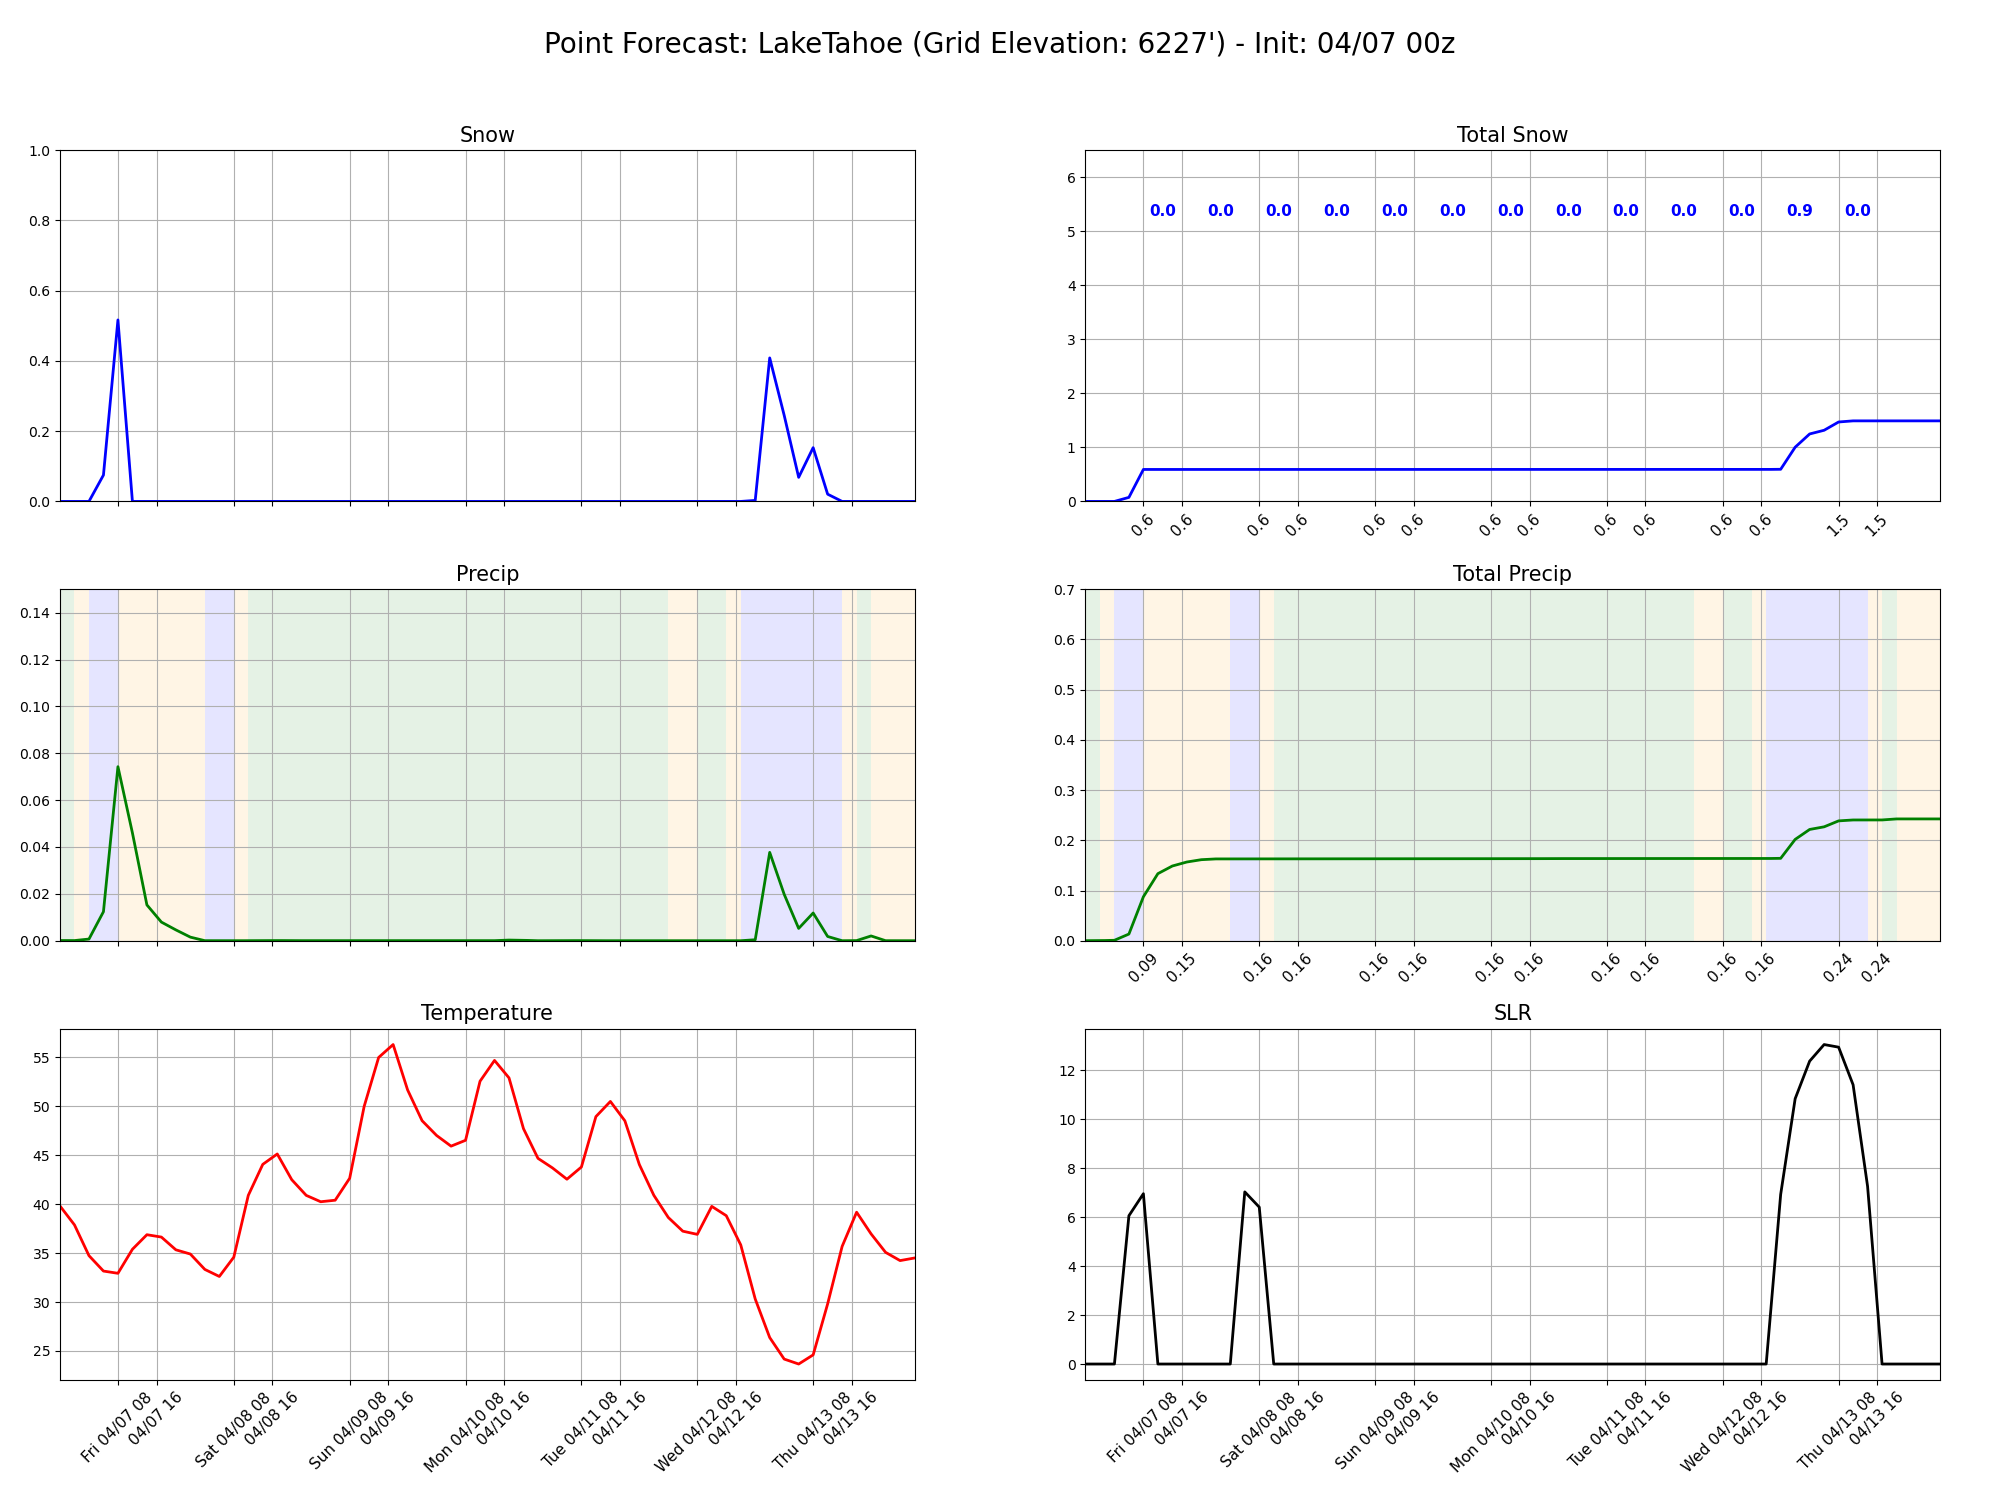 Point Forecast: LakeTahoe (Grid Elevation: 6227') - Init: 04/07 00z
Snow
1.0
0.8
0.6
0.4
0.2
0.0
Total Snow
6
5
4
3
2
1
0
0.0 0.0 0.0 0.0 0.0 0.0 0.0 0.0 0.0 0.0 0.0 0.9 0.0
0.6 0.6 0.6 0.6 0.6 0.6 0.6 0.6 0.6 0.6 0.6 0.6 1.5 1.5
Precip
0.14
0.12
0.10
0.08
0.06
0.04
0.02
0.00
Total Precip
0.7
0.6
0.5
0.4
0.3
0.2
0.1
0.0
0.09 0.15 0.16 0.16 0.16 0.16 0.16 0.16 0.16 0.16 0.16 0.16 0.24 0.24
Temperature
55
50
45
40
35
30
25
Fri 04/07 08
04/07 16
Sat 04/08 08
04/08 16
Sun 04/09 08
04/09 16
Mon 04/10 08
04/10 16
Tue 04/11 08
04/11 16
Wed 04/12 08
04/12 16
Thu 04/13 08
04/13 16
SLR
12
10
8
6
4
2
0
Fri 04/07 08
04/07 16
Sat 04/08 08
04/08 16
Sun 04/09 08
04/09 16
Mon 04/10 08
04/10 16
Tue 04/11 08
04/11 16
Wed 04/12 08
04/12 16
Thu 04/13 08
04/13 16